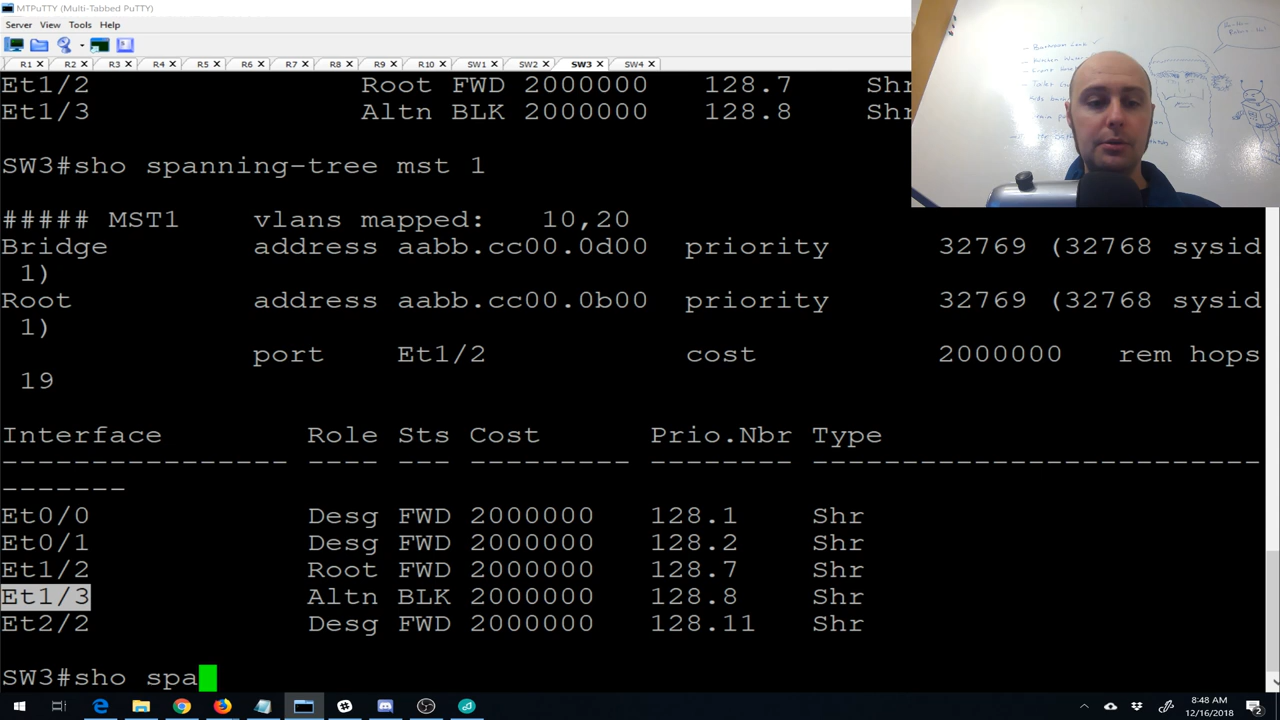 MTPuTTY (Multi-Tabbed PuTTY)
Server View Tools Help
R1 R2 R3 R4 R5 R6 R7 R8 R9 R10 SW1 SW2 SW3 SW4
Et1/2 Root FWD 2000000 128.7 Shr
Et1/3 Altn BLK 2000000 128.8 Shr
SW3#sho spanning-tree mst 1
##### MST1 vlans mapped: 10,20
Bridge address aabb.cc00.0d00 priority 32769 (32768 sysid
1)
Root address aabb.cc00.0b00 priority 32769 (32768 sysid
1)
port Et1/2 cost 2000000 rem hops
19
Interface Role Sts Cost Prio.Nbr Type
---------------- ---- --- --------- -------- -------------------------
-------
Et0/0 Desg FWD 2000000 128.1 Shr
Et0/1 Desg FWD 2000000 128.2 Shr
Et1/2 Root FWD 2000000 128.7 Shr
Et1/3 Altn BLK 2000000 128.8 Shr
Et2/2 Desg FWD 2000000 128.11 Shr
SW3#sho spa
8:48 AM
12/16/2018
2